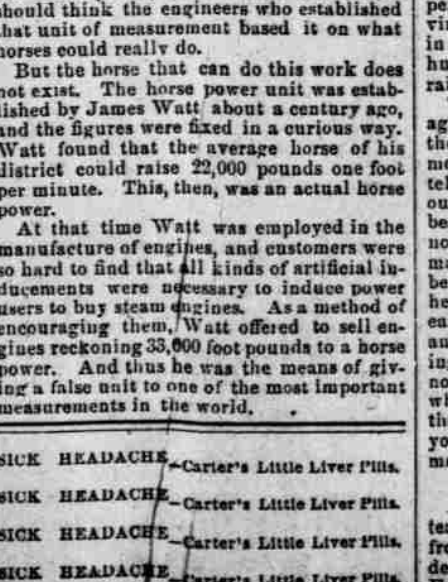 should think the engineers who established
that unit of measurement based it on what
horses could really do.
But the horse that can do this work does
not exist. The horse power unit was estab-
lished by James Watt about a century ago,
and the figures were fixed in a curious way.
Watt found that the average horse of his
district could raise 22,000 pounds one foot
per minute. This, then, was an actual horse
power.
At that time Watt was employed in the
manufacture of engines, and customers were
so hard to find that all kinds of artificial in-
ducements were necessary to induce power
users to buy steam engines. As a method of
encouraging them, Watt offered to sell en-
gines reckoning 33,000 foot pounds to a horse
power. And thus he was the means of giv-
ing a false unit to one of the most important
measurements in the world.
SICK HEADACHE—Carter's Little Liver Pills.
SICK HEADACHE—Carter's Little Liver Pills.
SICK HEADACHE—Carter's Little Liver Pills.
SICK HEADACHE—Carter's Little Liver Pills.